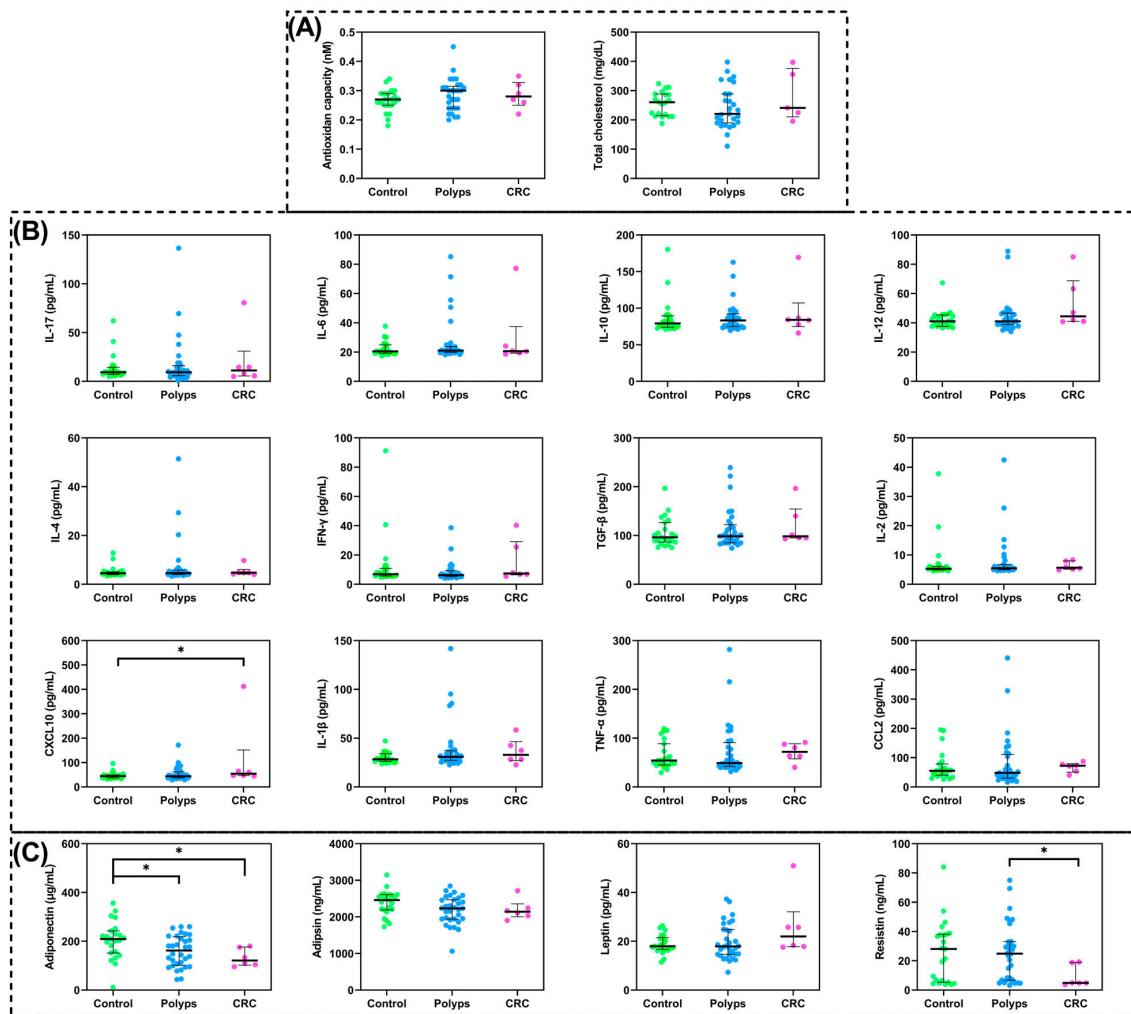 (A)
Antioxidan capacity (nM)
0.5
0.4
0.3
0.2
0.1
0.0
Control Polyps CRC
Total cholesterol (mg/dL)
500
400
300
200
100
0
Control Polyps CRC
(B)
IL-17 (pg/mL)
150
100
50
0
Control Polyps CRC
IL-6 (pg/mL)
100
80
60
40
20
0
Control Polyps CRC
IL-10 (pg/mL)
200
150
100
50
0
Control Polyps CRC
IL-12 (pg/mL)
100
80
60
40
20
0
Control Polyps CRC
IL-4 (pg/mL)
60
40
20
0
Control Polyps CRC
IFN-γ (pg/mL)
100
80
60
40
20
0
Control Polyps CRC
TGF-β (pg/mL)
300
200
100
0
Control Polyps CRC
IL-2 (pg/mL)
50
40
30
20
10
0
Control Polyps CRC
CXCL10 (pg/mL)
600
500
400
300
200
100
0
*
Control Polyps CRC
IL-1β (pg/mL)
150
100
50
0
Control Polyps CRC
TNF-α (pg/mL)
300
200
100
0
Control Polyps CRC
CCL2 (pg/mL)
500
400
300
200
100
0
Control Polyps CRC
(C)
Adiponectin (μg/mL)
600
400
200
0
*
*
Control Polyps CRC
Adipsin (ng/mL)
4000
3000
2000
1000
0
Control Polyps CRC
Leptin (pg/mL)
60
40
20
0
Control Polyps CRC
Resistin (ng/mL)
100
80
60
40
20
0
*
Control Polyps CRC